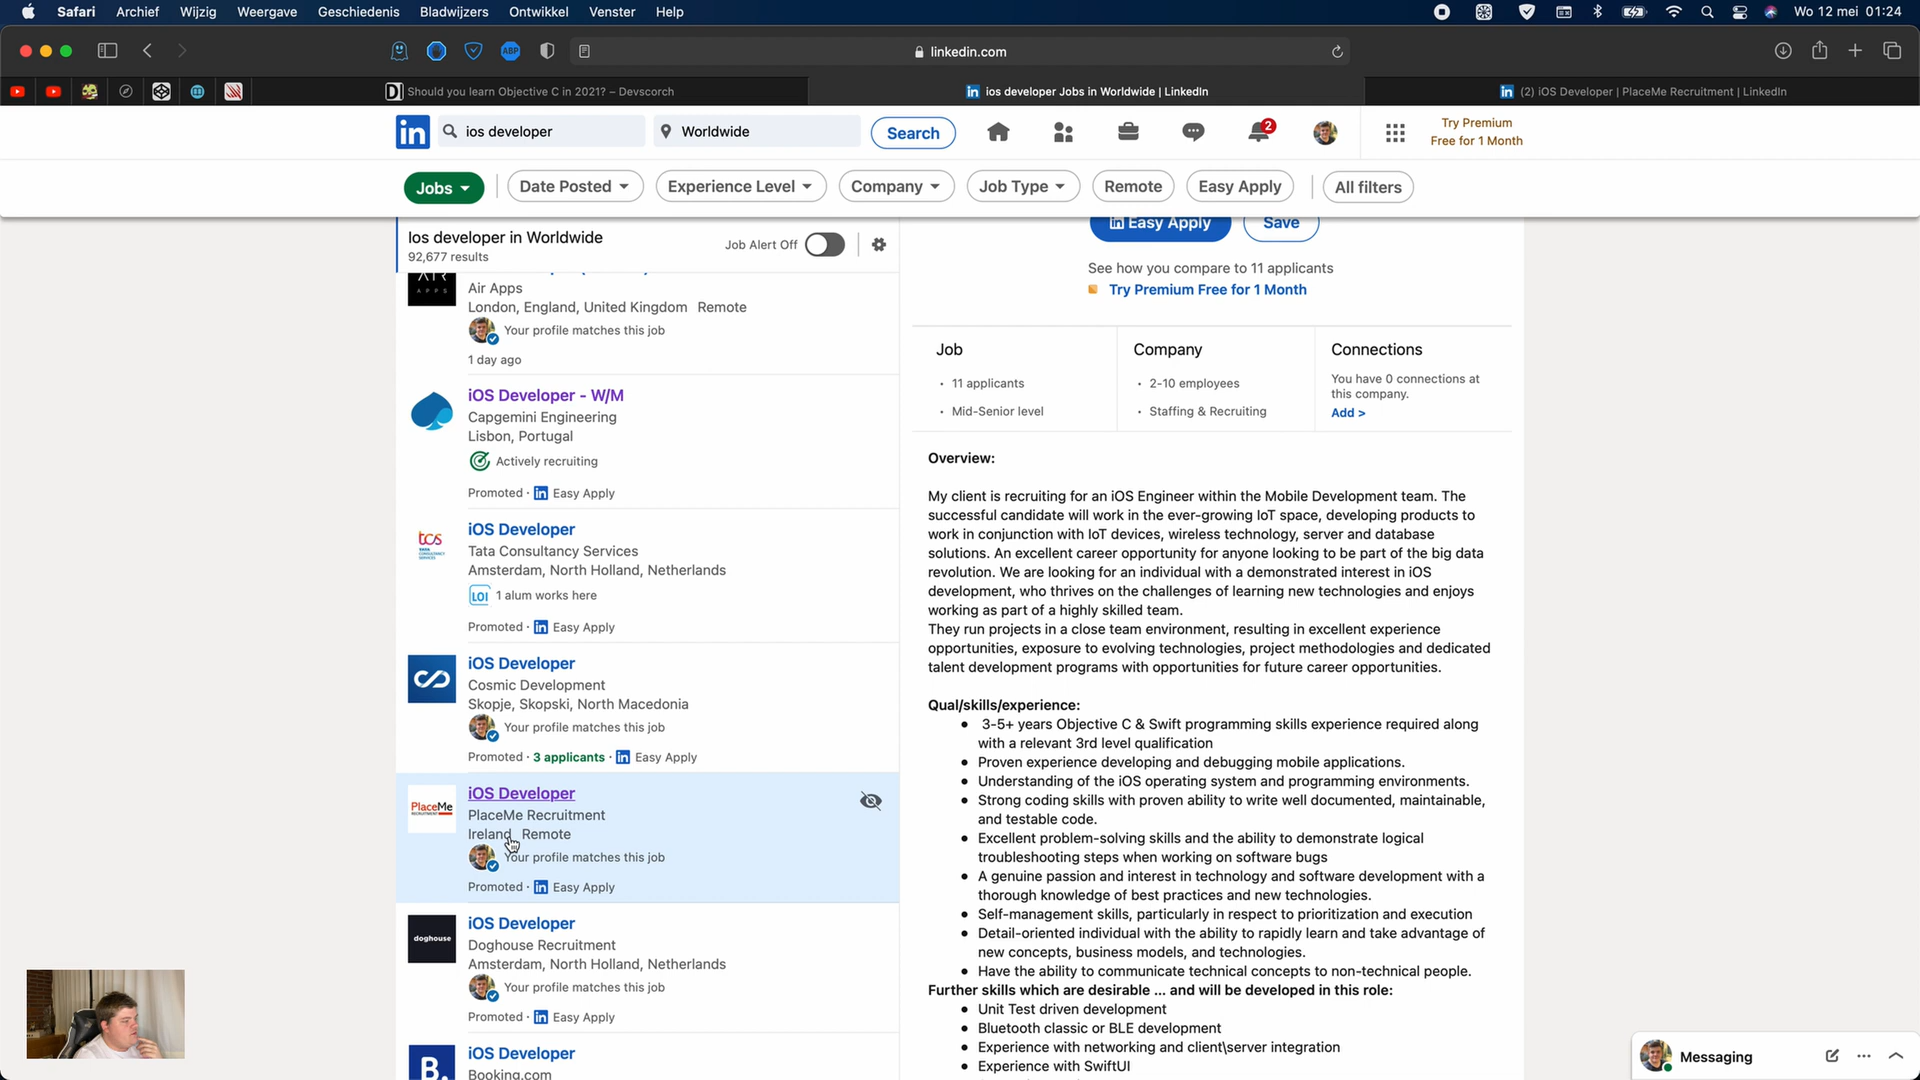 Safari Archief Wijzig Weergave Geschiedenis Bladwijzers Ontwikkel Venster Help Wo 12 mei 01:24
ABP linkedin.com
Should you learn Objective C in 2021? – Devscorch
ios developer Jobs in Worldwide | LinkedIn
(2) iOS Developer | PlaceMe Recruitment | LinkedIn
in ios developer Worldwide Search 2
Try Premium
Free for 1 Month
Jobs Date Posted Experience Level Company Job Type Remote Easy Apply All filters
Ios developer in Worldwide
92,677 results
Job Alert Off
APPS
Air Apps
London, England, United Kingdom Remote
Your profile matches this job
1 day ago
iOS Developer - W/M
Capgemini Engineering
Lisbon, Portugal
Actively recruiting
Promoted · in Easy Apply
tcs
iOS Developer
Tata Consultancy Services
Amsterdam, North Holland, Netherlands
LOI 1 alum works here
Promoted · in Easy Apply
iOS Developer
Cosmic Development
Skopje, Skopski, North Macedonia
Your profile matches this job
Promoted · 3 applicants · in Easy Apply
PlaceMe
iOS Developer
PlaceMe Recruitment
Ireland Remote
Your profile matches this job
Promoted · in Easy Apply
doghouse
iOS Developer
Doghouse Recruitment
Amsterdam, North Holland, Netherlands
Your profile matches this job
Promoted · in Easy Apply
B.
iOS Developer
Booking.com
in Easy Apply Save
See how you compare to 11 applicants
Try Premium Free for 1 Month
Job
• 11 applicants
• Mid-Senior level
Company
• 2-10 employees
• Staffing & Recruiting
Connections
You have 0 connections at
this company.
Add >
Overview:
My client is recruiting for an iOS Engineer within the Mobile Development team. The
successful candidate will work in the ever-growing IoT space, developing products to
work in conjunction with IoT devices, wireless technology, server and database
solutions. An excellent career opportunity for anyone looking to be part of the big data
revolution. We are looking for an individual with a demonstrated interest in iOS
development, who thrives on the challenges of learning new technologies and enjoys
working as part of a highly skilled team.
They run projects in a close team environment, resulting in excellent experience
opportunities, exposure to evolving technologies, project methodologies and dedicated
talent development programs with opportunities for future career opportunities.
Qual/skills/experience:
• 3-5+ years Objective C & Swift programming skills experience required along
with a relevant 3rd level qualification
• Proven experience developing and debugging mobile applications.
• Understanding of the iOS operating system and programming environments.
• Strong coding skills with proven ability to write well documented, maintainable,
and testable code.
• Excellent problem-solving skills and the ability to demonstrate logical
troubleshooting steps when working on software bugs
• A genuine passion and interest in technology and software development with a
thorough knowledge of best practices and new technologies.
• Self-management skills, particularly in respect to prioritization and execution
• Detail-oriented individual with the ability to rapidly learn and take advantage of
new concepts, business models, and technologies.
• Have the ability to communicate technical concepts to non-technical people.
Further skills which are desirable ... and will be developed in this role:
• Unit Test driven development
• Bluetooth classic or BLE development
• Experience with networking and client\server integration
• Experience with SwiftUI
Messaging